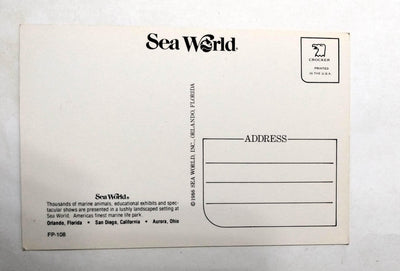 Sea World®
CROCKER
PRINTED
IN THE U.S.A.
© 1986 SEA WORLD, INC., ORLANDO, FLORIDA
ADDRESS
Sea World®
Thousands of marine animals, educational exhibits and spec-
tacular shows are presented in a lushly landscaped setting at
Sea World. Americas finest marine life park.
Orlando, Florida • San Diego, California • Aurora, Ohio
FP-108